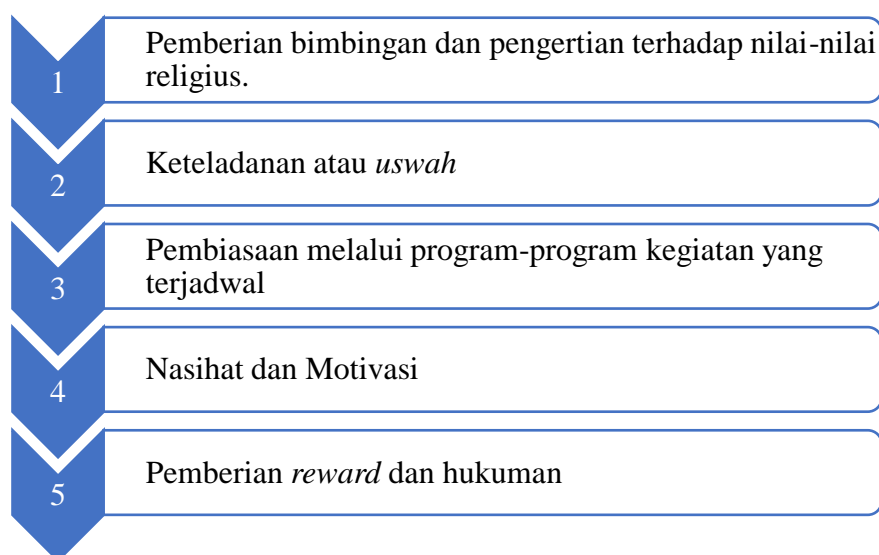 1
Pemberian bimbingan dan pengertian terhadap nilai-nilai
religius.
2
Keteladanan atau uswah
3
Pembiasaan melalui program-program kegiatan yang
terjadwal
4
Nasihat dan Motivasi
5
Pemberian reward dan hukuman